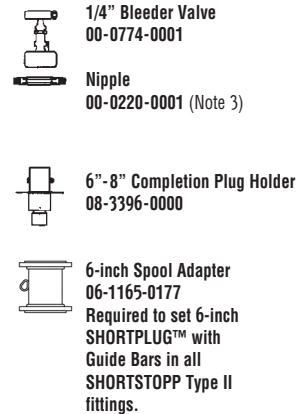 1/4” Bleeder Valve
00-0774-0001
Nipple
00-0220-0001 (Note 3)
6”-8” Completion Plug Holder
08-3396-0000
6-inch Spool Adapter
06-1165-0177
Required to set 6-inch
SHORTPLUG™ with
Guide Bars in all
SHORTSTOPP Type II
fittings.